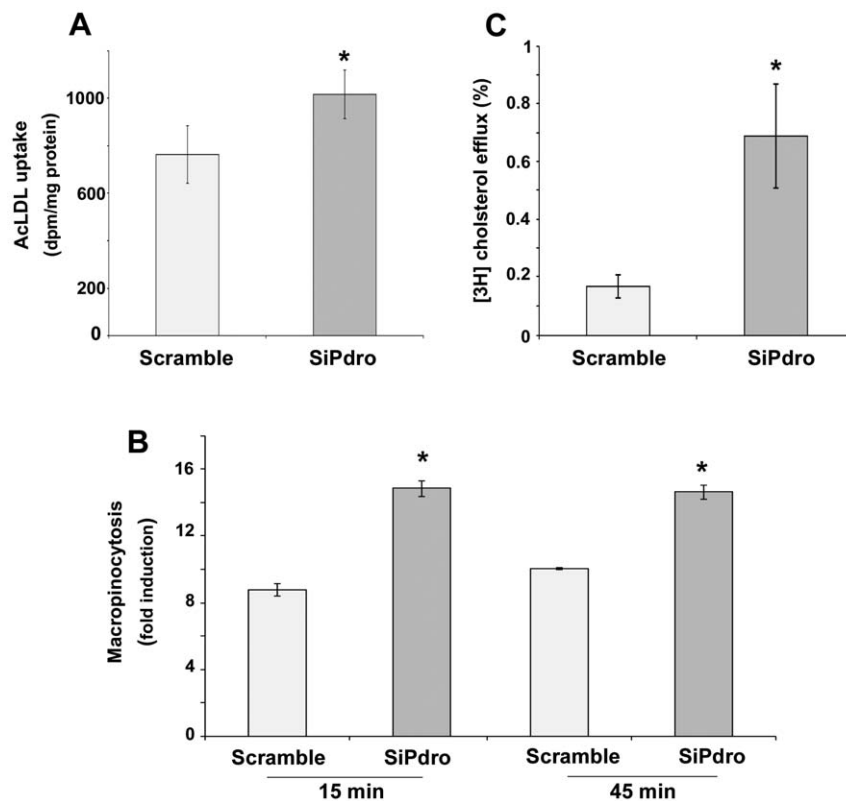 A
AcLDL uptake
(dpm/mg protein)
1000
600
200
0
*
Scramble SiPdro
C
[3H] cholsterol efflux (%)
1
0.8
0.6
0.4
0.2
0
*
Scramble SiPdro
B
Macropinocytosis
(fold induction)
16
12
8
4
0
* *
Scramble SiPdro Scramble SiPdro
15 min 45 min